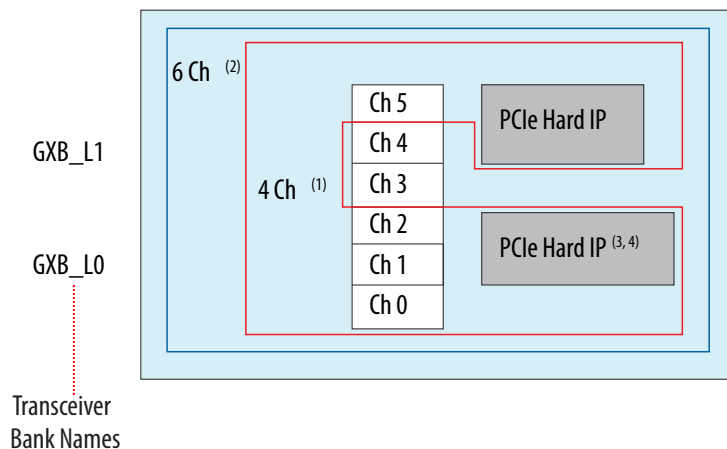 6 Ch (2)
Ch 5
PCIe Hard IP
GXB_L1
Ch 4
4 Ch (1)
Ch 3
Ch 2
PCIe Hard IP (3, 4)
GXB_L0
Ch 1
Ch 0
Transceiver
Bank Names